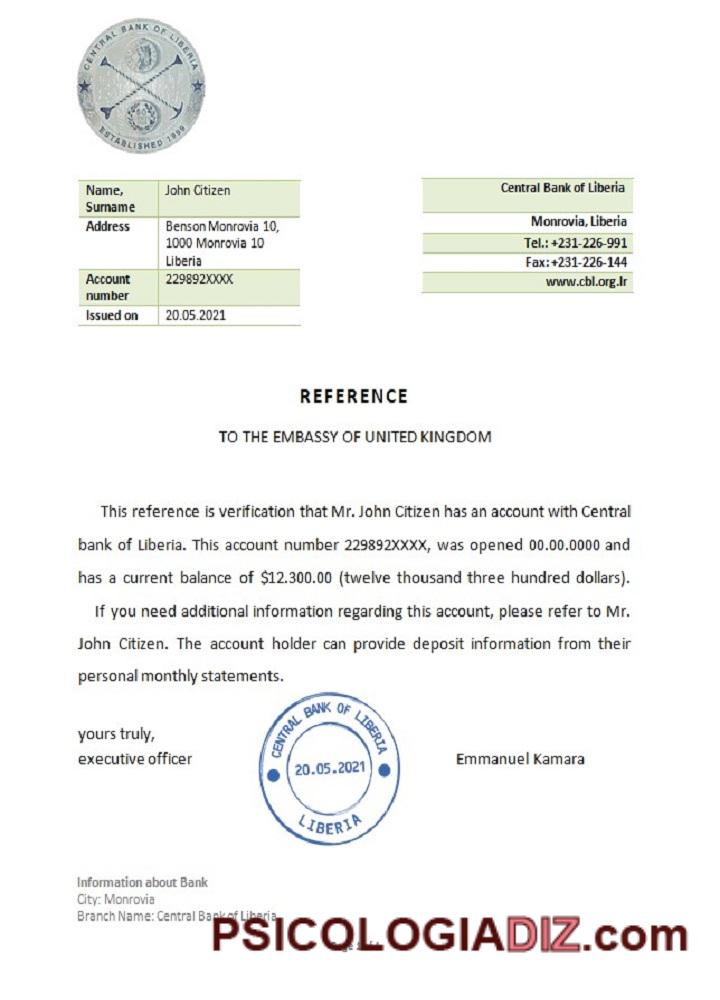 CENTRAL BANK OF LIBERIA
ESTABLISHED 1999
Name, Surname
John Citizen
Address
Benson Monrovia 10,
1000 Monrovia 10
Liberia
Account number
229892XXXX
Issued on
20.05.2021
Central Bank of Liberia
Monrovia, Liberia
Tel.: +231-226-991
Fax: +231-226-144
www.cbl.org.lr
REFERENCE
TO THE EMBASSY OF UNITED KINGDOM
This reference is verification that Mr. John Citizen has an account with Central
bank of Liberia. This account number 229892XXXX, was opened 00.00.0000 and
has a current balance of $12.300.00 (twelve thousand three hundred dollars).
If you need additional information regarding this account, please refer to Mr.
John Citizen. The account holder can provide deposit information from their
personal monthly statements.
yours truly,
executive officer
CENTRAL BANK OF LIBERIA
20.05.2021
LIBERIA
Emmanuel Kamara
Information about Bank
City: Monrovia
Branch Name: Central Bank of Liberia
PSICOLOGIADIZ.com